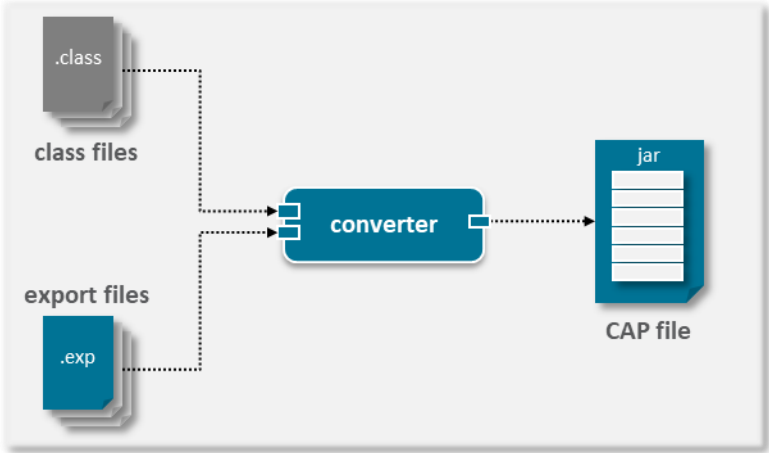 .class
class files
converter
export files
.exp
jar
CAP file